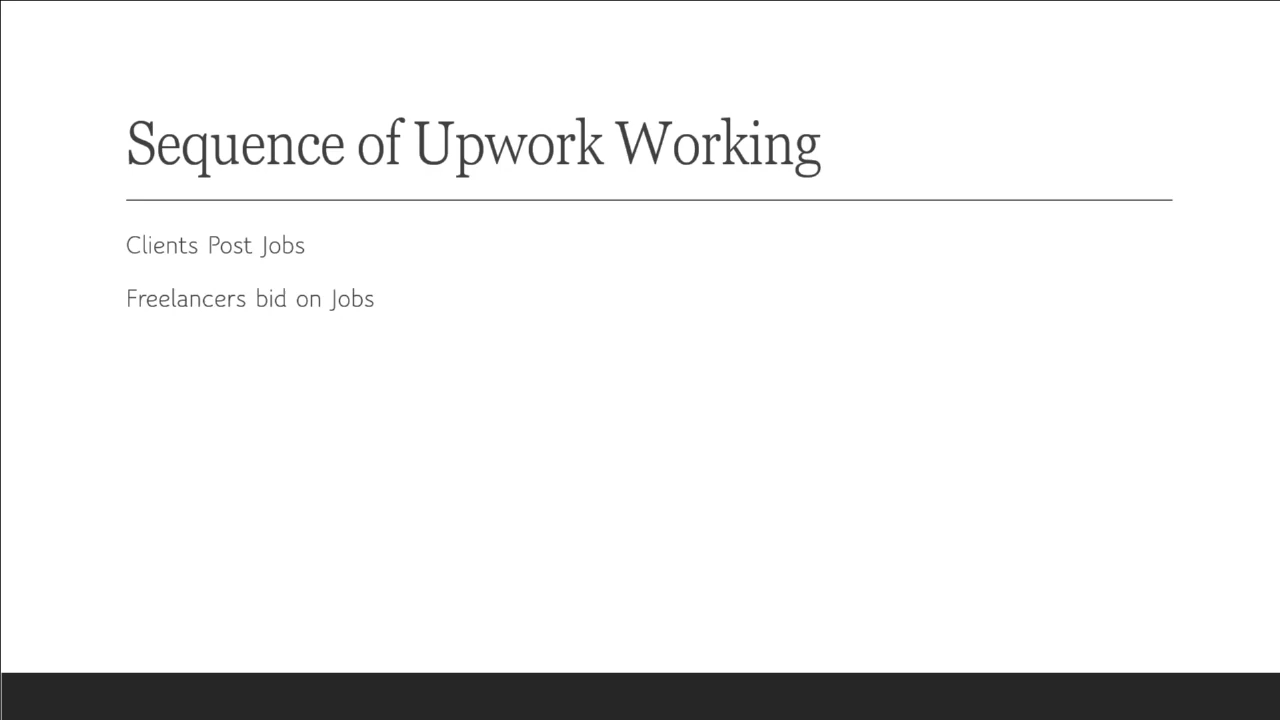 Sequence of Upwork Working
Clients Post Jobs
Freelancers bid on Jobs